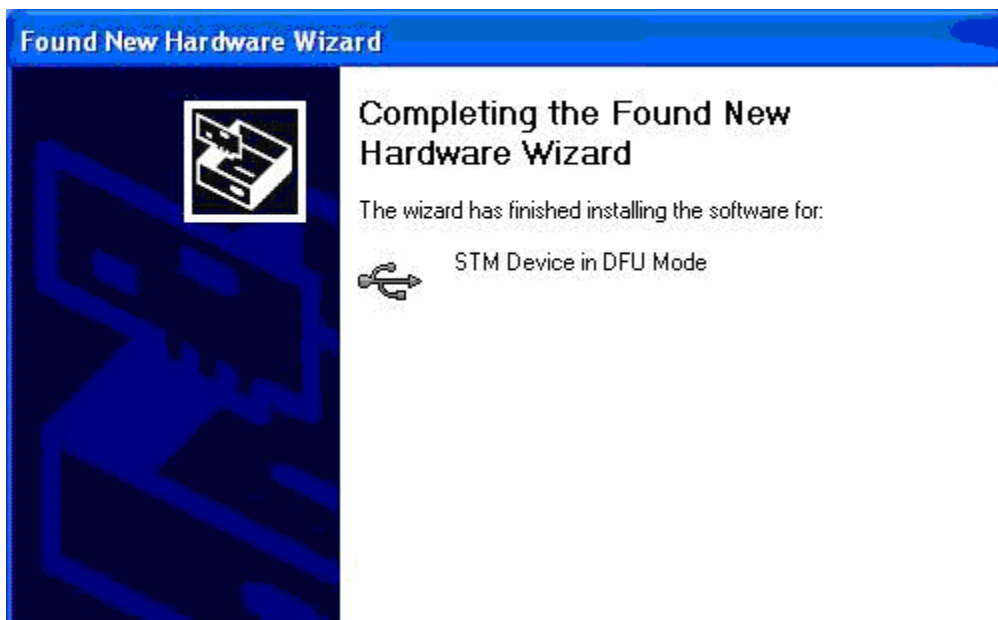 Found New Hardware Wizard
Completing the Found New
Hardware Wizard
The wizard has finished installing the software for:
STM Device in DFU Mode